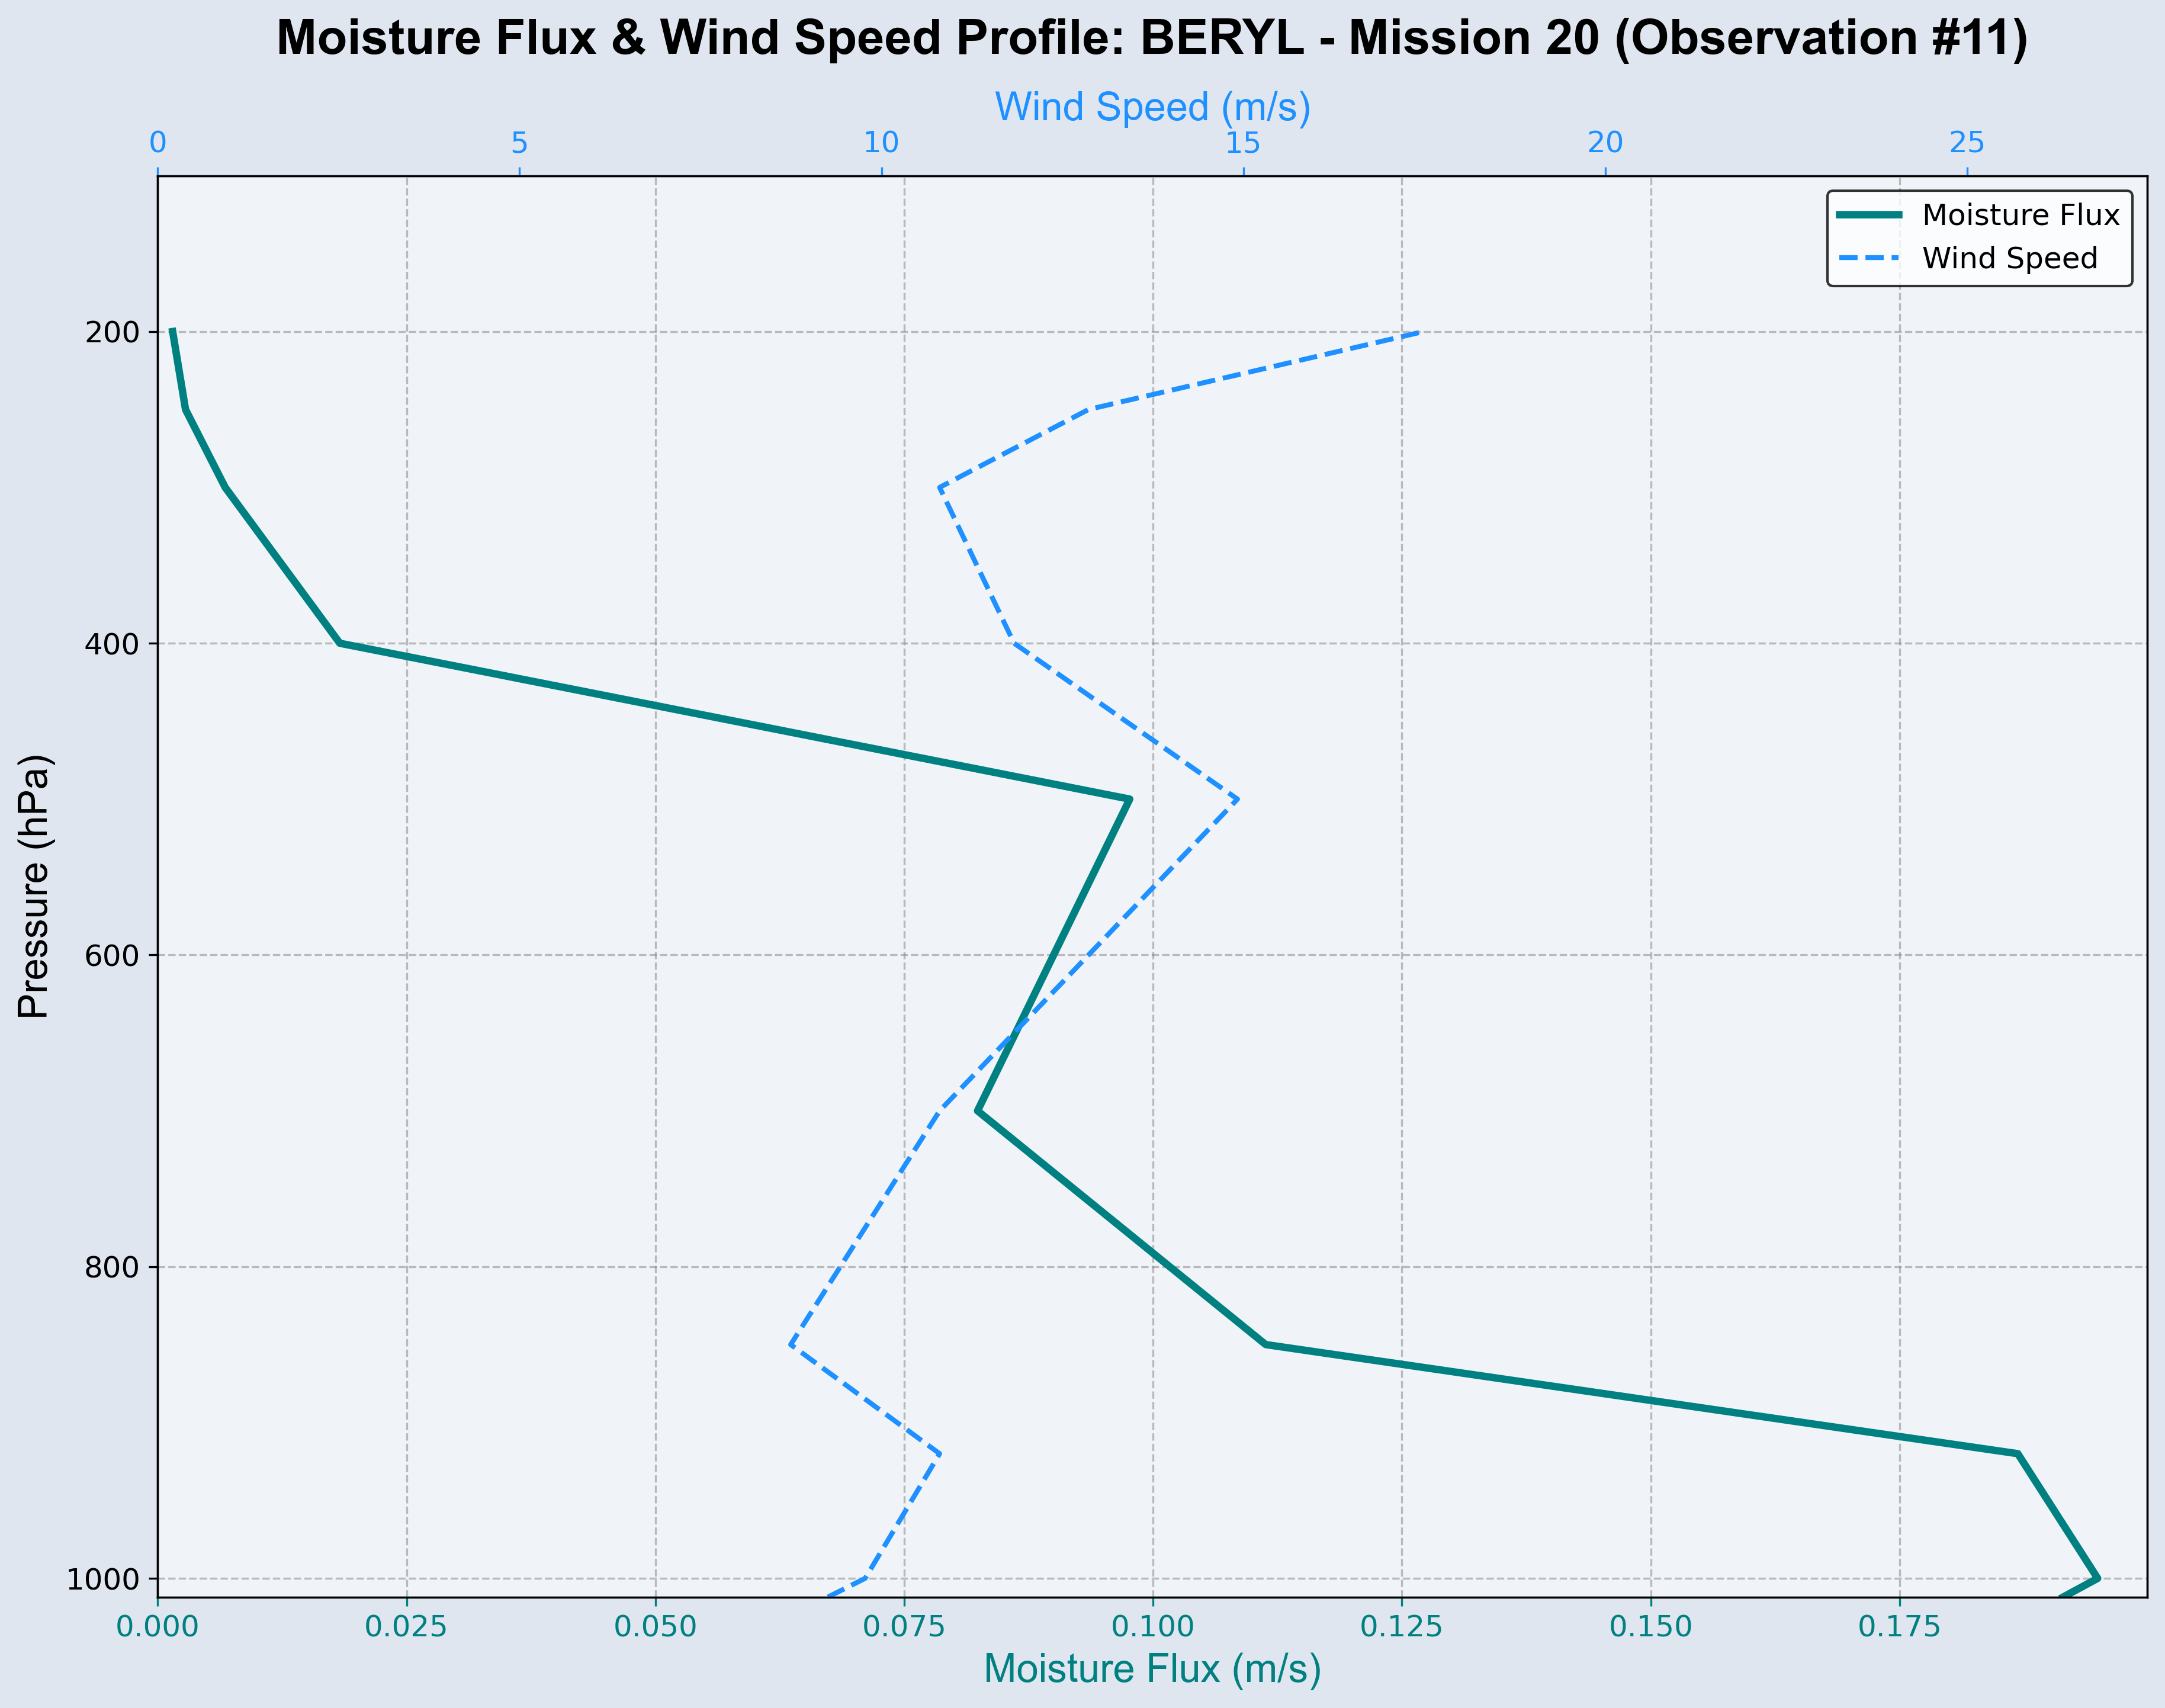 Moisture Flux & Wind Speed Profile: BERYL - Mission 20 (Observation #11)
Wind Speed (m/s)
0 5 10 15 20 25
Moisture Flux
Wind Speed
200
400
600
800
1000
Pressure (hPa)
0.000 0.025 0.050 0.075 0.100 0.125 0.150 0.175
Moisture Flux (m/s)